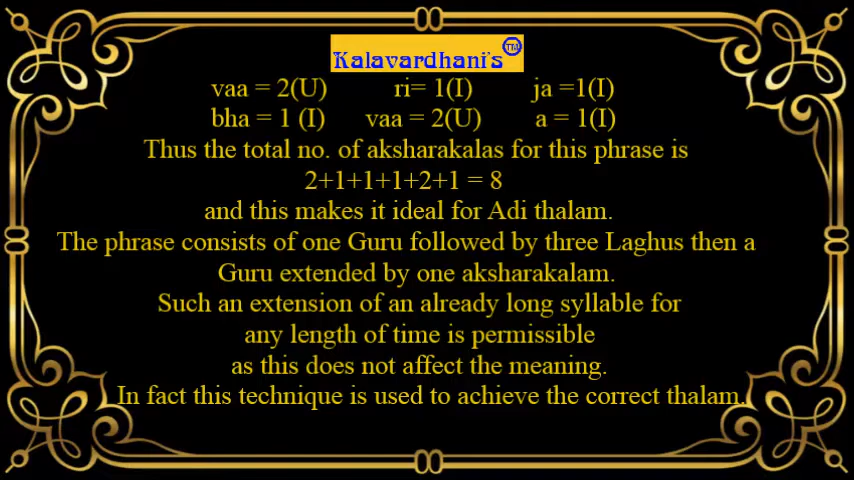 Kalavardhani's™
vaa = 2(U) ri= 1(I) ja =1(I)
bha = 1 (I) vaa = 2(U) a = 1(I)
Thus the total no. of aksharakalas for this phrase is
2+1+1+1+2+1 = 8
and this makes it ideal for Adi thalam.
The phrase consists of one Guru followed by three Laghus then a
Guru extended by one aksharakalam.
Such an extension of an already long syllable for
any length of time is permissible
as this does not affect the meaning.
In fact this technique is used to achieve the correct thalam.